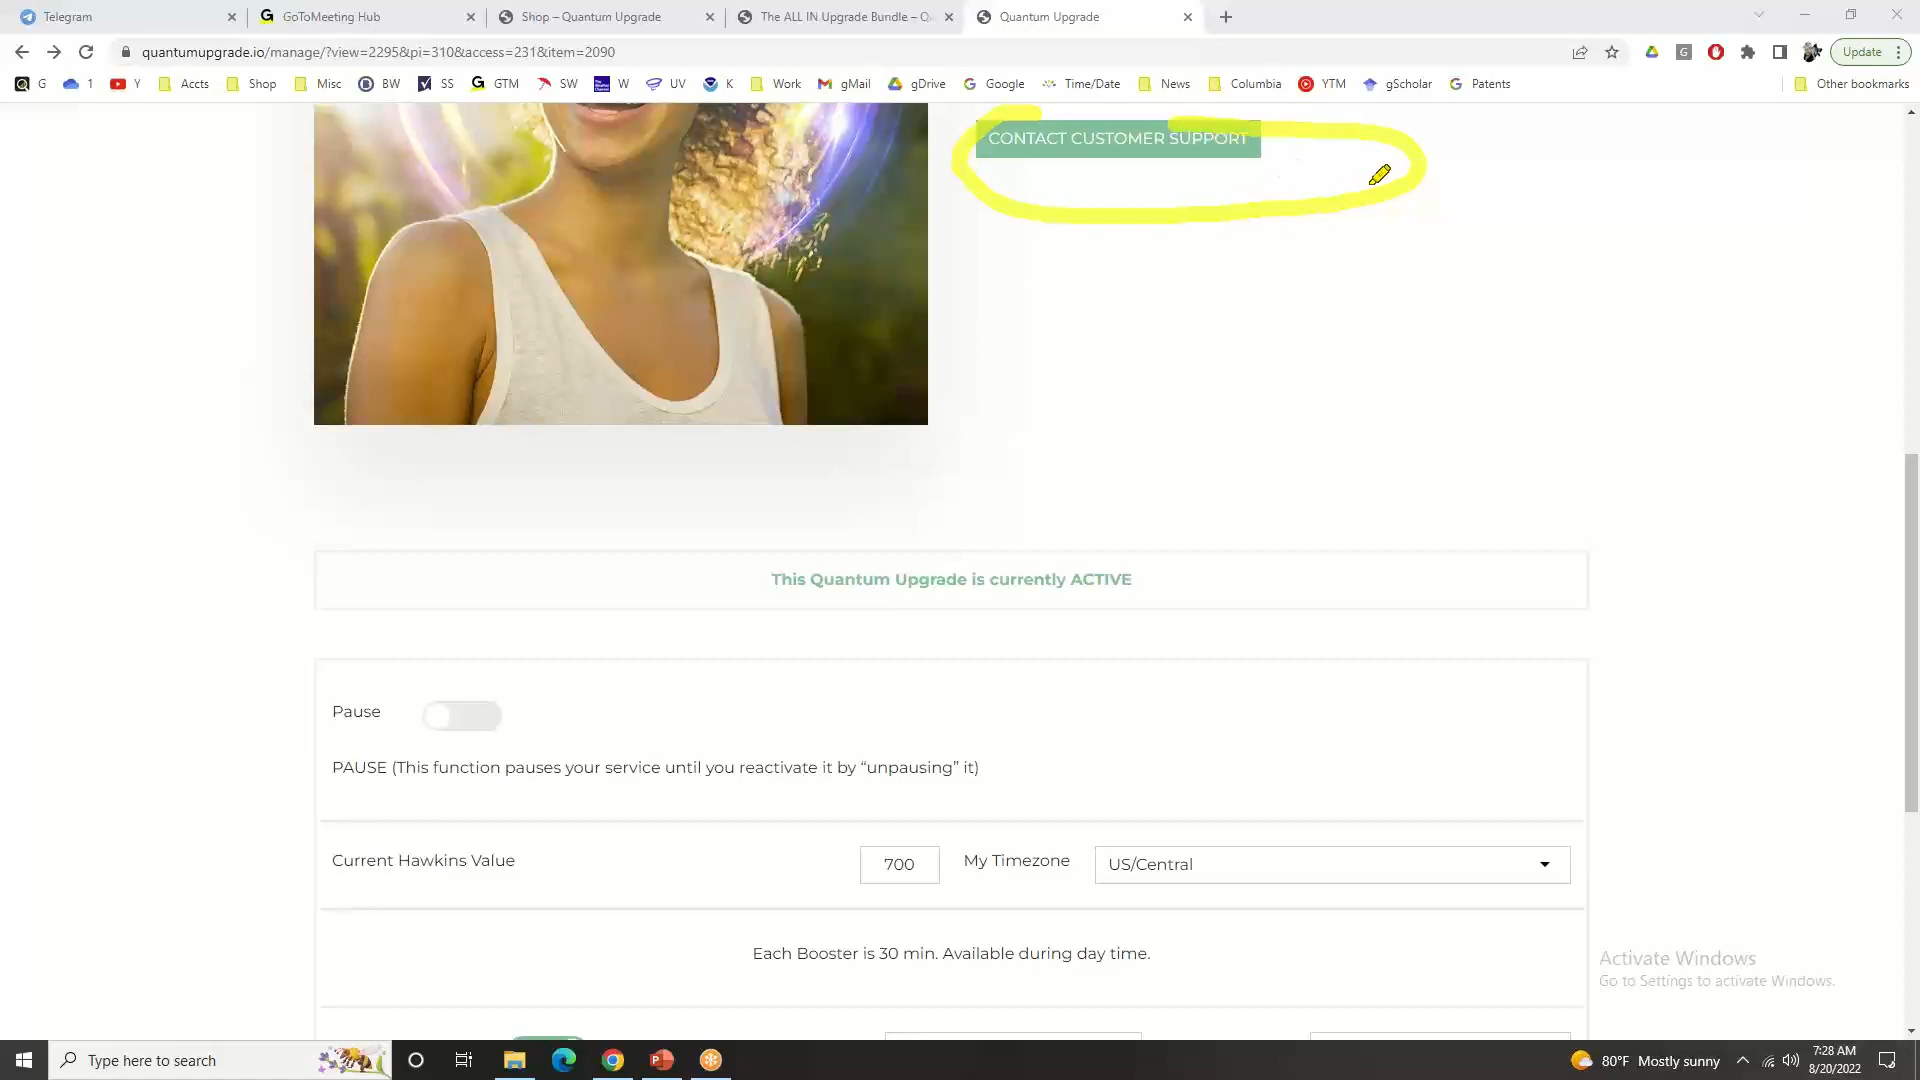 Telegram
GoToMeeting Hub
Shop – Quantum Upgrade
The ALL IN Upgrade Bundle – Q
Quantum Upgrade
quantumupgrade.io/manage/?view=2295&pi=310&access=231&item=2090
Update
G
1
Y
Accts
Shop
Misc
BW
SS
GTM
SW
W
UV
K
Work
gMail
gDrive
Google
Time/Date
News
Columbia
YTM
gScholar
Patents
Other bookmarks
CONTACT CUSTOMER SUPPORT
This Quantum Upgrade is currently ACTIVE
Pause
PAUSE (This function pauses your service until you reactivate it by “unpausing” it)
Current Hawkins Value
700
My Timezone
US/Central
Each Booster is 30 min. Available during day time.
Activate Windows
Go to Settings to activate Windows.
Type here to search
80°F Mostly sunny
7:28 AM
8/20/2022